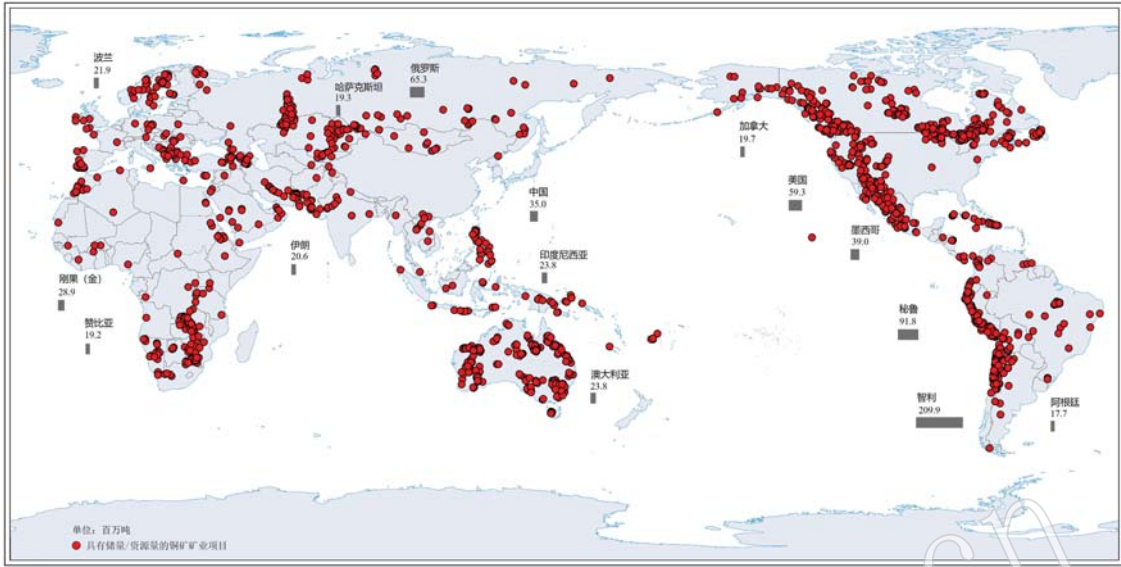 波兰
21.9
俄罗斯
65.3
哈萨克斯坦
19.3
加拿大
19.7
美国
59.3
中国
35.0
墨西哥
39.0
伊朗
20.6
印度尼西亚
23.8
刚果（金）
28.9
赞比亚
19.2
秘鲁
91.8
澳大利亚
23.8
智利
209.9
阿根廷
17.7
单位：百万吨
具有储量/资源量的铜矿矿业项目
cn